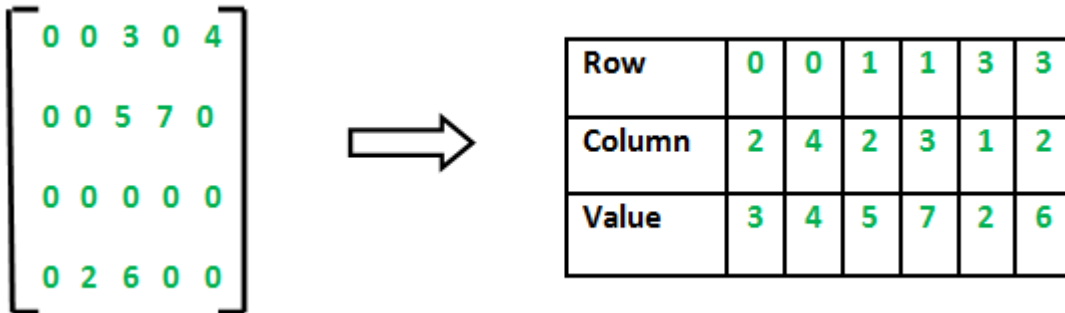 0 0 3 0 4
0 0 5 7 0
0 0 0 0 0
0 2 6 0 0
Row 0 0 1 1 3 3
Column 2 4 2 3 1 2
Value 3 4 5 7 2 6